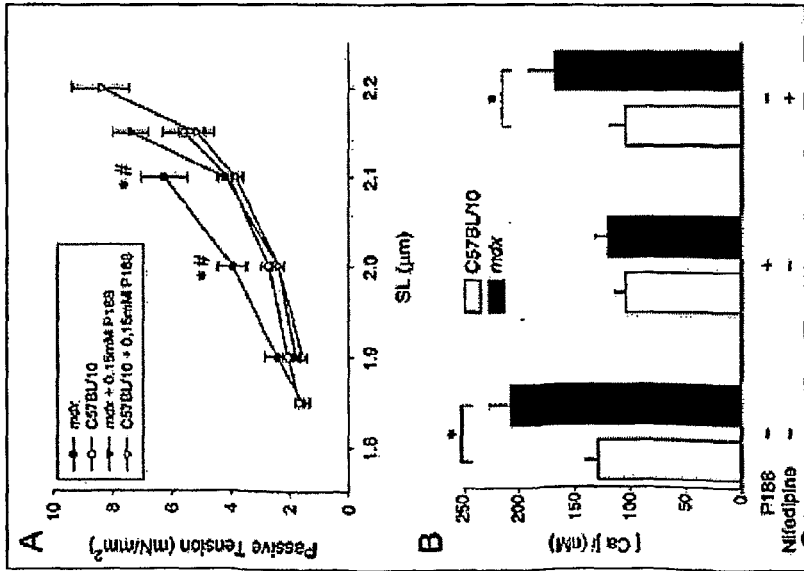 A
mdx
C57BL/10
mdx + 0.15mM P188
C57BL/10 + 0.15mM P188
Passive Tension (mN/mm²)
10
8
6
4
2
0
*#
*#
1.8
1.9
2.0
2.1
2.2
SL (µm)
B
C57BL/10
mdx
[Ca]i (nM)
250
200
150
100
50
0
*
*
P188 − + −
Nifedipine − − +